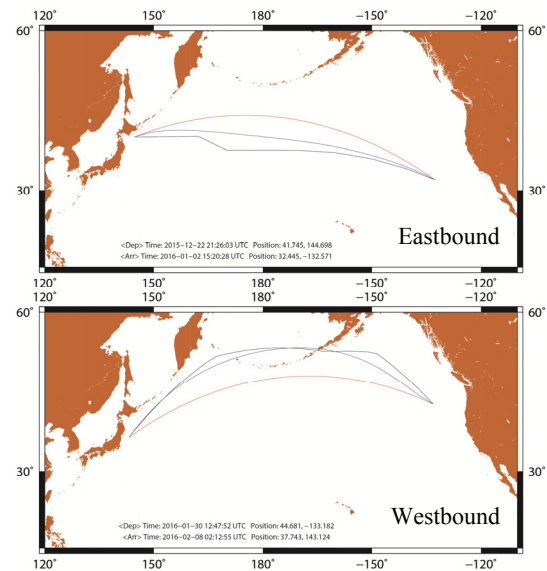 120° 150° 180° −150° −120°
60° 60°
30° 30°
Eastbound
<Dep> Time: 2015−12−22 21:26:03 UTC Position: 41.745, 144.698
<Arr> Time: 2016−01−02 15:20:28 UTC Position: 32.445, −132.571
120° 150° 180° −150° −120°
120° 150° 180° −150° −120°
60° 60°
30° 30°
Westbound
<Dep> Time: 2016−01−30 12:47:52 UTC Position: 44.681, −133.182
<Arr> Time: 2016−02−08 02:12:55 UTC Position: 37.743, 143.124
120° 150° 180° −150° −120°